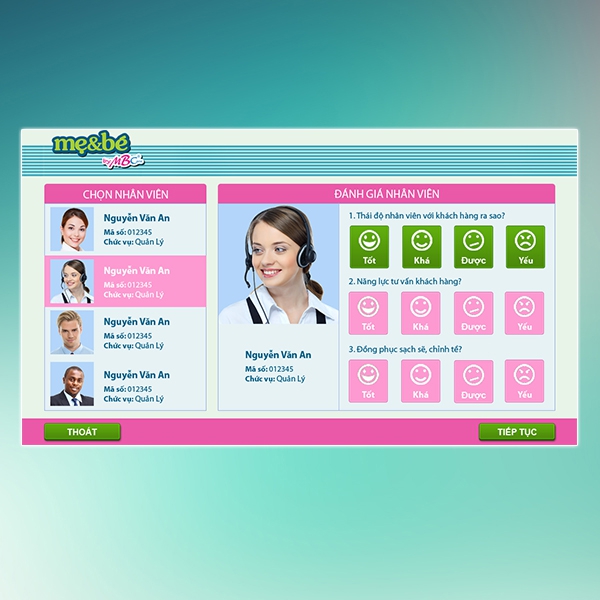 mẹ&bé
by MBC
CHỌN NHÂN VIÊN
Nguyễn Văn An
Mã số: 012345
Chức vụ: Quản Lý
Nguyễn Văn An
Mã số: 012345
Chức vụ: Quản Lý
Nguyễn Văn An
Mã số: 012345
Chức vụ: Quản Lý
Nguyễn Văn An
Mã số: 012345
Chức vụ: Quản Lý
ĐÁNH GIÁ NHÂN VIÊN
Nguyễn Văn An
Mã số: 012345
Chức vụ: Quản Lý
1. Thái độ nhân viên với khách hàng ra sao?
Tốt Khá Được Yếu
2. Năng lực tư vấn khách hàng?
Tốt Khá Được Yếu
3. Đồng phục sạch sẽ, chỉnh tề?
Tốt Khá Được Yếu
THOÁT
TIẾP TỤC